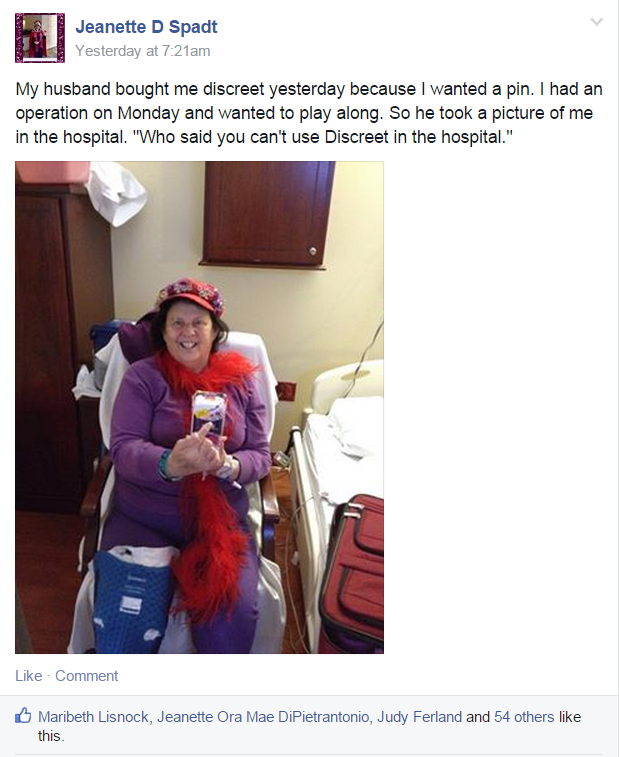 Jeanette D Spadt
Yesterday at 7:21am
My husband bought me discreet yesterday because I wanted a pin. I had an
operation on Monday and wanted to play along. So he took a picture of me
in the hospital. "Who said you can't use Discreet in the hospital."
Like · Comment
Maribeth Lisnock, Jeanette Ora Mae DiPietrantonio, Judy Ferland and 54 others like
this.